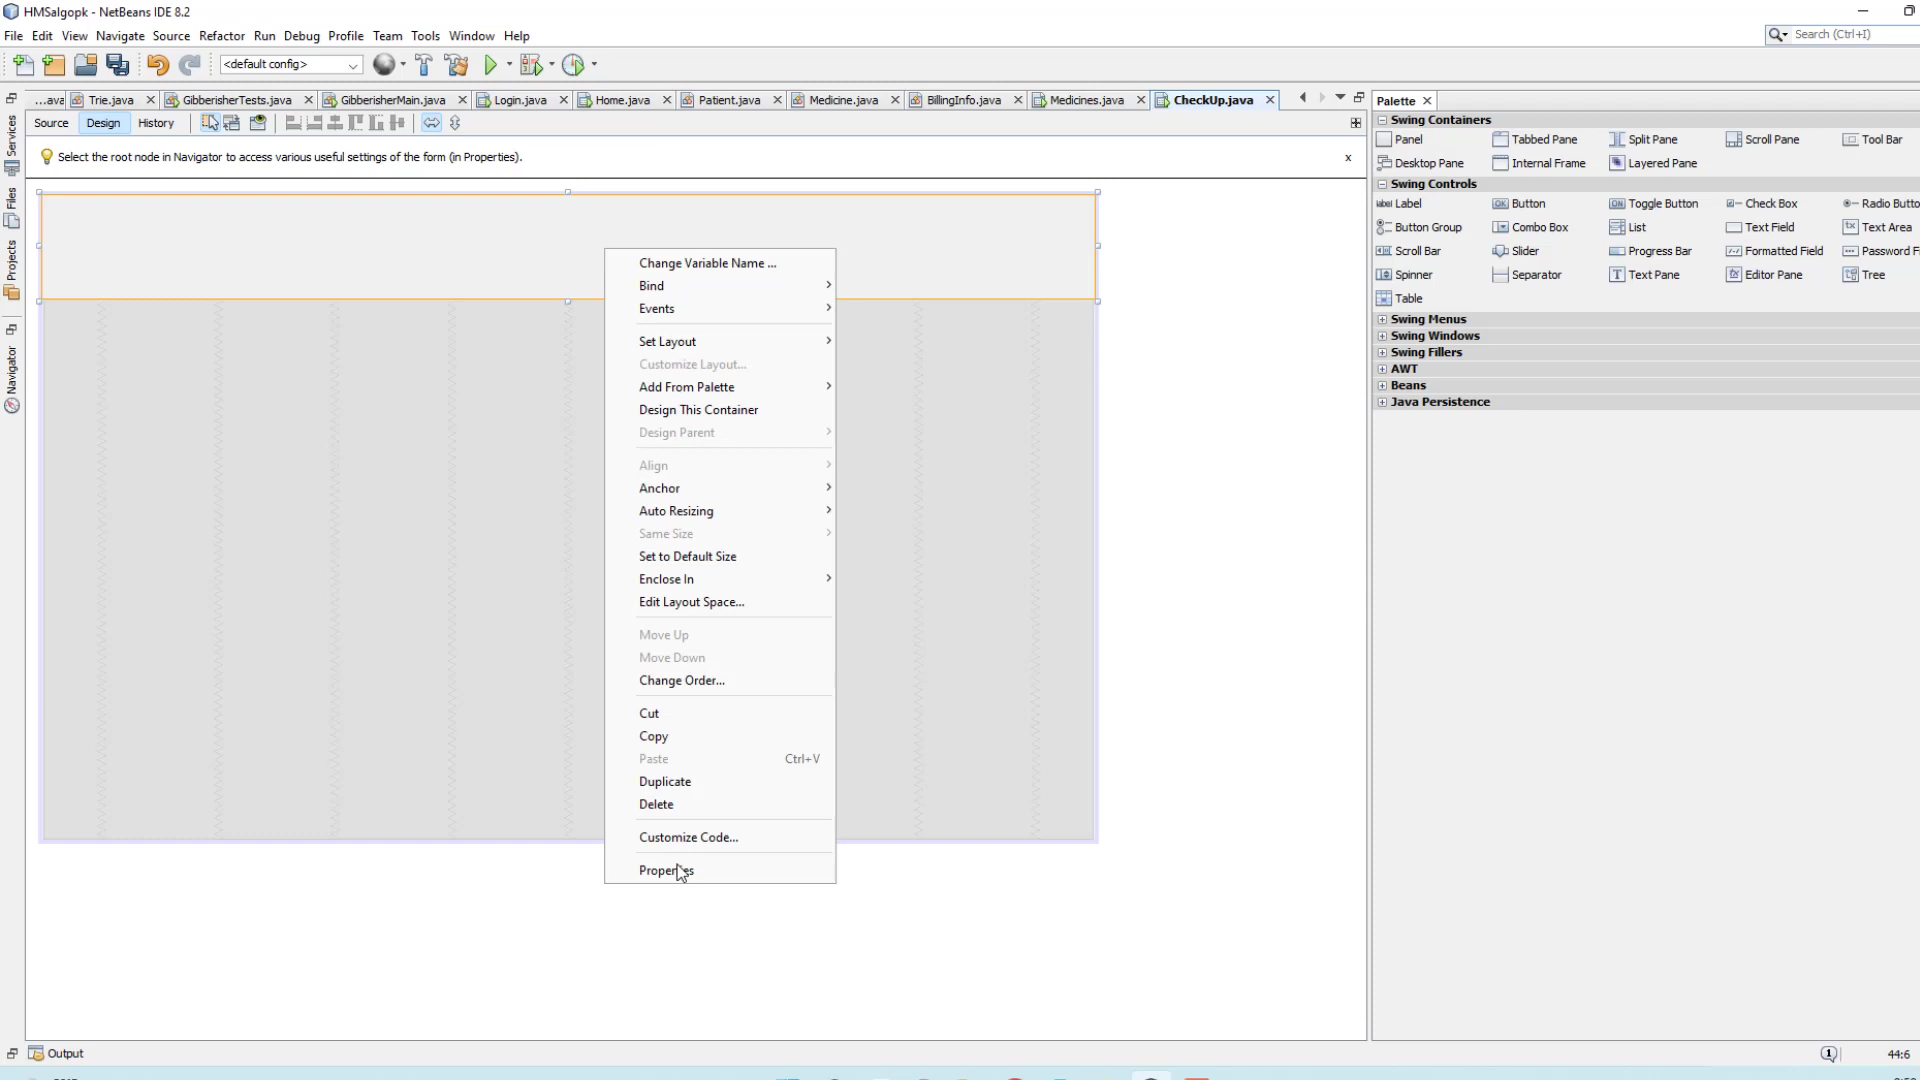 HMSalgopk - NetBeans IDE 8.2
File Edit View Navigate Source Refactor Run Debug Profile Team Tools Window Help
Search (Ctrl+I)
<default config>
...ava Trie.java GibberisherTests.java GibberisherMain.java Login.java Home.java Patient.java Medicine.java BillingInfo.java Medicines.java CheckUp.java
Source Design History
Select the root node in Navigator to access various useful settings of the form (in Properties). x
Services
Files
Projects
Navigator
Change Variable Name ...
Bind
Events
Set Layout
Customize Layout...
Add From Palette
Design This Container
Design Parent
Align
Anchor
Auto Resizing
Same Size
Set to Default Size
Enclose In
Edit Layout Space...
Move Up
Move Down
Change Order...
Cut
Copy
Paste Ctrl+V
Duplicate
Delete
Customize Code...
Properties
Palette
Swing Containers
Panel Tabbed Pane Split Pane Scroll Pane Tool Bar
Desktop Pane Internal Frame Layered Pane
Swing Controls
Label Button Toggle Button Check Box Radio Butto
Button Group Combo Box List Text Field Text Area
Scroll Bar Slider Progress Bar Formatted Field Password F
Spinner Separator Text Pane Editor Pane Tree
Table
Swing Menus
Swing Windows
Swing Fillers
AWT
Beans
Java Persistence
Output
1
44:6